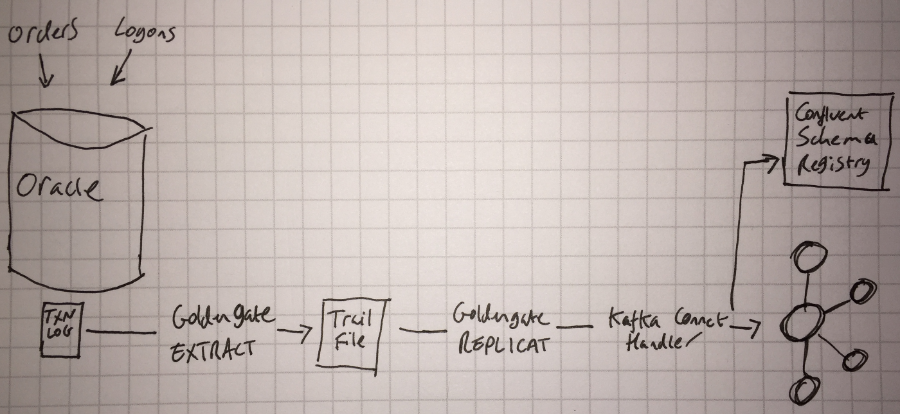 Orders Logons
Oracle
TXN
LOG
Goldengate
EXTRACT
Trail
File
Goldengate
REPLICAT
Kafka Connect
Handler
Confluent
Schema
Registry